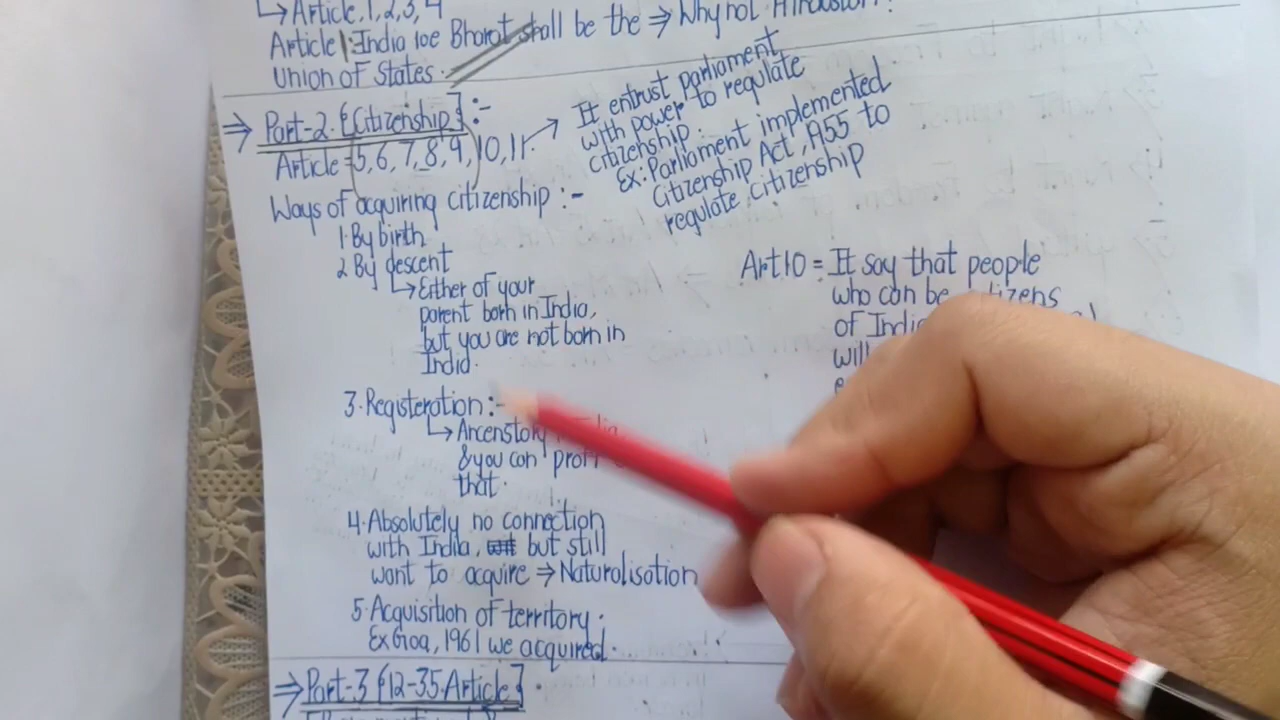 ↳ Article 1, 2, 3, 4
Article 1: India ioe Bharat shall be the ⇒ Why not Hindustan?
Union of States.
⇒ Part-2 {Citizenship} :-
Article = 5, 6, 7, 8, 9, 10, 11.
It entrust parliament
with power to regulate
citizenship.
Ex: Parliament implemented
Citizenship Act, 1955 to
regulate citizenship
Ways of acquiring citizenship :-
1. By birth
2 By descent
↳ Either of your
parent born in India,
but you are not born in
India.
3. Registeration :-
↳ Arcenstory
& you can
that.
4. Absolutely no connection
with India, but still
want to acquire ⇒ Naturalisation
5. Acquisition of territory.
Ex Goa, 1961 we acquired.
Art 10 = It say that people
who can be
of India
will
⇒ Part-3 {12-35 Article} .